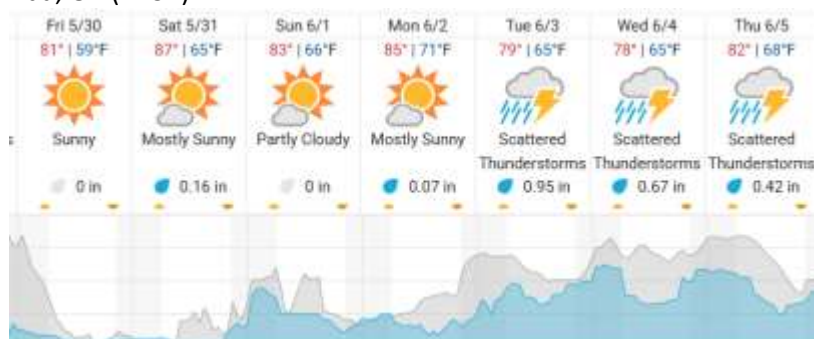 Fri 5/30 Sat 5/31 Sun 6/1 Mon 6/2 Tue 6/3 Wed 6/4 Thu 6/5
81° | 59°F 87° | 65°F 83° | 66°F 85° | 71°F 79° | 65°F 78° | 65°F 82° | 68°F
Sunny Mostly Sunny Partly Cloudy Mostly Sunny Scattered Scattered Scattered
Thunderstorms Thunderstorms Thunderstorms
0 in 0.16 in 0 in 0.07 in 0.95 in 0.67 in 0.42 in